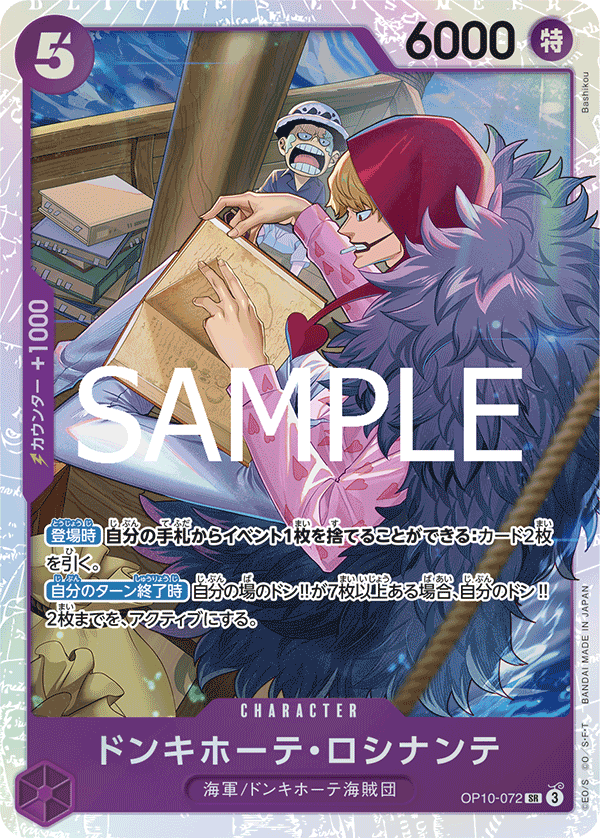 5
6000 特
Bashikou
カウンター +1000
SAMPLE
登場時 自分の手札からイベント1枚を捨てることができる:カード2枚
を引く。
自分のターン終了時 自分の場のドン!!が7枚以上ある場合、自分のドン!!
2枚までを、アクティブにする。
CHARACTER
ドンキホーテ・ロシナンテ
海軍/ドンキホーテ海賊団
OP10-072 SR 3
©E.O/S ©O/S・F・T BANDAI MADE IN JAPAN